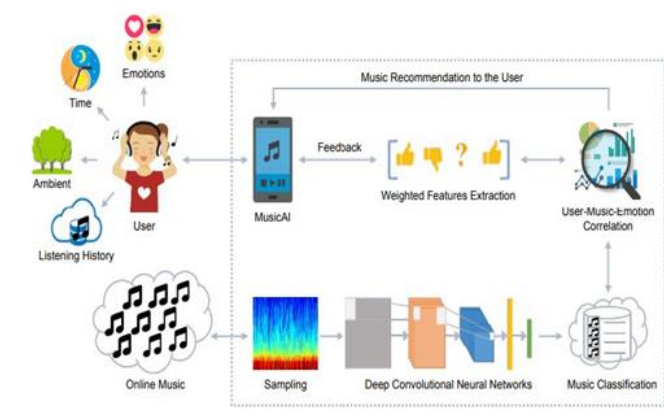 Emotions
Music Recommendation to the User
Time
Feedback
Ambient
Weighted Features Extraction
User-Music-Emotion
Correlation
MusicAI
User
Listening History
Online Music
Sampling
Deep Convolutional Neural Networks
Music Classification